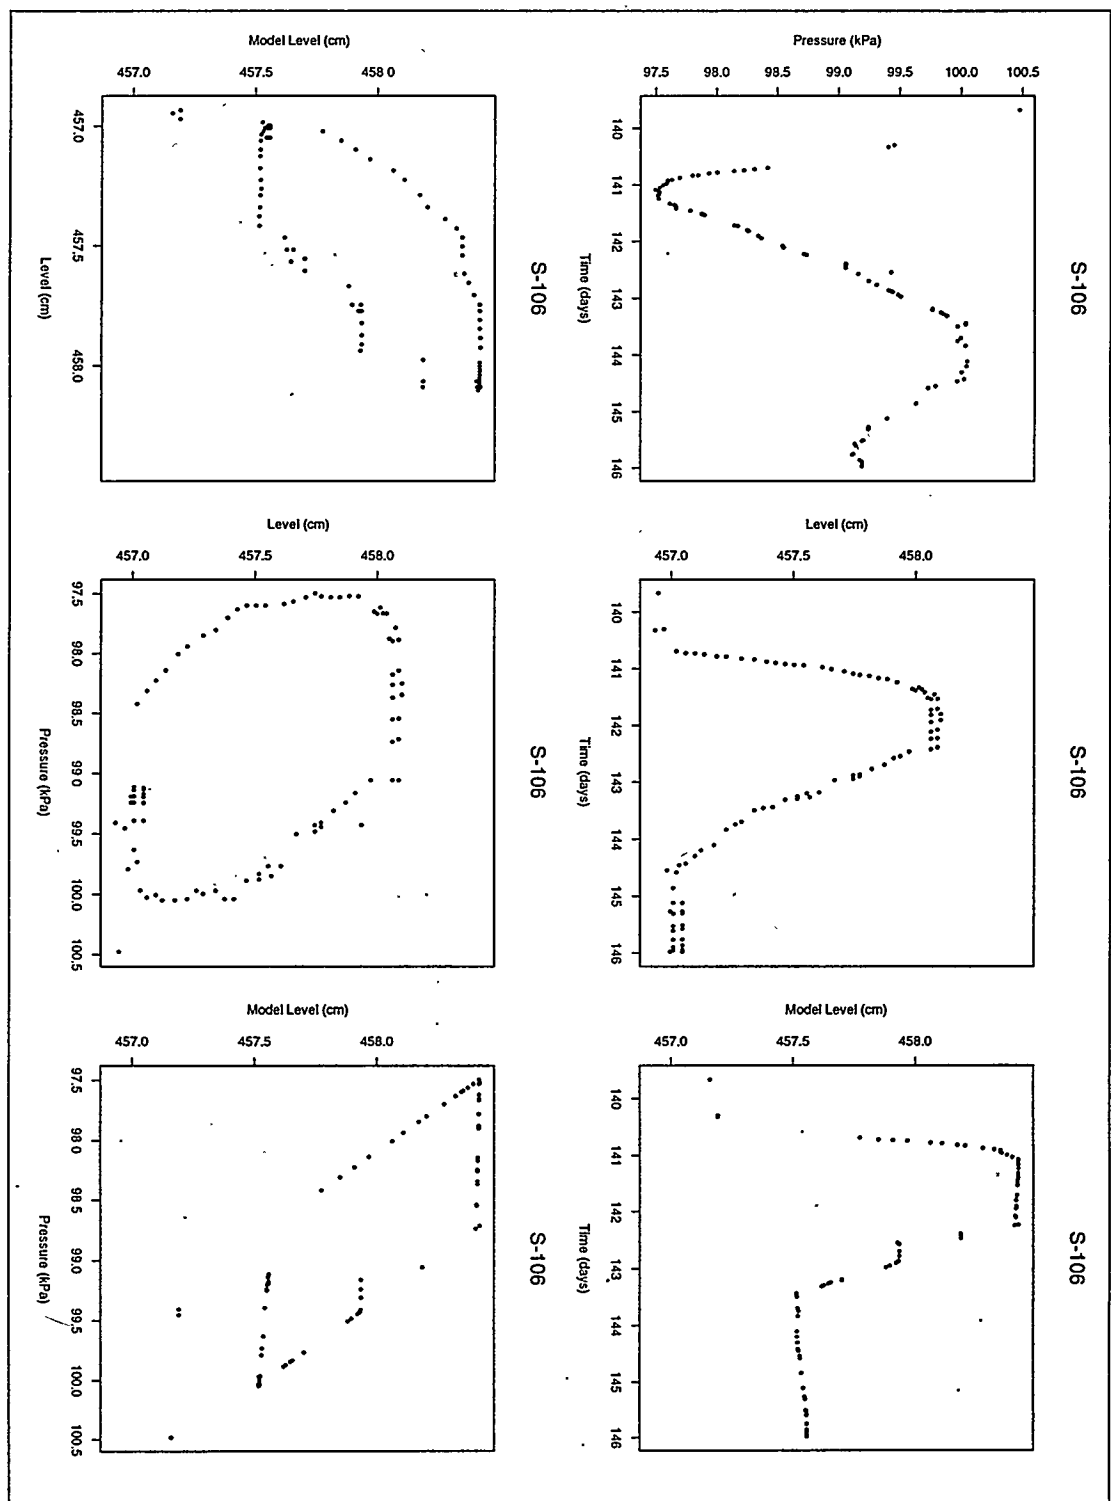 S-106
Pressure (kPa)
97.5 98.0 98.5 99.0 99.5 100.0 100.5
140 141 142 143 144 145 146
Time (days)
S-106
Level (cm)
457.0 457.5 458.0
140 141 142 143 144 145 146
Time (days)
S-106
Model Level (cm)
457.0 457.5 458.0
140 141 142 143 144 145 146
Time (days)
S-106
Model Level (cm)
457.0 457.5 458.0
457.0 457.5 458.0
Level (cm)
S-106
Level (cm)
457.0 457.5 458.0
97.5 98.0 98.5 99.0 99.5 100.0 100.5
Pressure (kPa)
S-106
Model Level (cm)
457.0 457.5 458.0
97.5 98.0 98.5 99.0 99.5 100.0 100.5
Pressure (kPa)